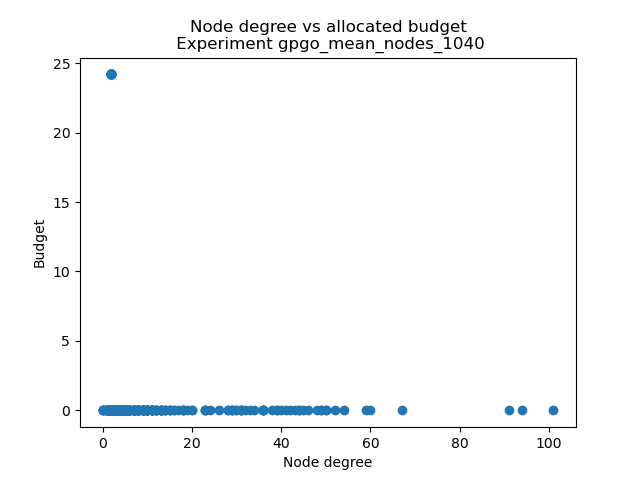 Node degree vs allocated budget
Experiment gpgo_mean_nodes_1040
25
20
15
10
5
0
Budget
0 20 40 60 80 100
Node degree